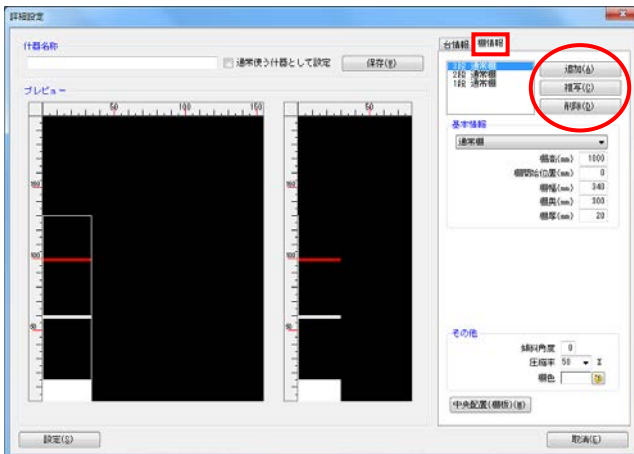 詳細設定
什器名称
通常使う什器として設定
保存(V)
プレビュー
50 100 150
50
150
100
50
150
100
50
台情報 棚情報
3段 通常棚
2段 通常棚
1段 通常棚
追加(A)
複写(C)
削除(D)
基本情報
通常棚
棚高(mm) 1000
棚開始位置(mm) 0
棚幅(mm) 340
棚奥(mm) 300
棚厚(mm) 20
その他
傾斜角度 0
圧縮率 50 %
棚色
中央配置(棚板)(M)
設定(S)
取消(E)